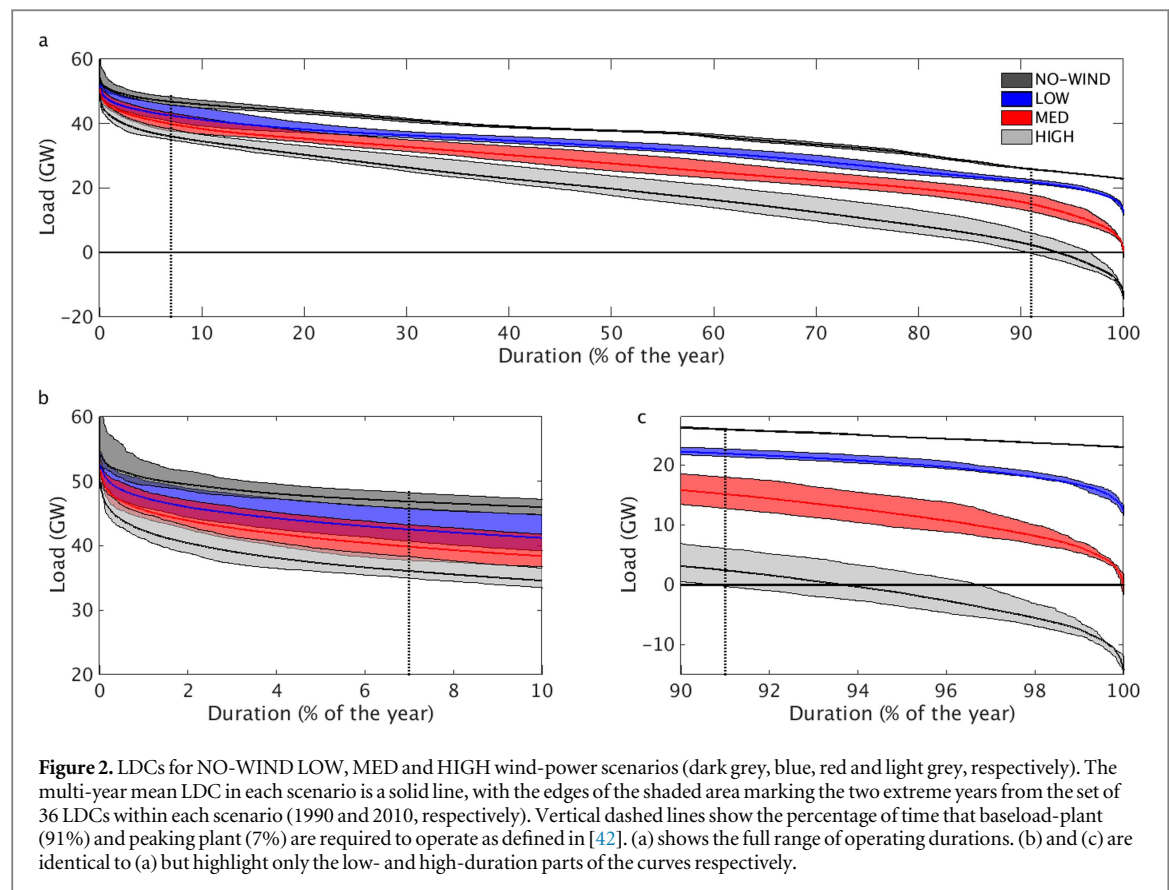 a
60
40
20
0
-20
Load (GW)
NO-WIND
LOW
MED
HIGH
0 10 20 30 40 50 60 70 80 90 100
Duration (% of the year)
b
60
50
40
30
20
Load (GW)
0 2 4 6 8 10
Duration (% of the year)
c
20
10
0
-10
Load (GW)
90 92 94 96 98 100
Duration (% of the year)
Figure 2. LDCs for NO-WIND LOW, MED and HIGH wind-power scenarios (dark grey, blue, red and light grey, respectively). The
multi-year mean LDC in each scenario is a solid line, with the edges of the shaded area marking the two extreme years from the set of
36 LDCs within each scenario (1990 and 2010, respectively). Vertical dashed lines show the percentage of time that baseload-plant
(91%) and peaking plant (7%) are required to operate as defined in [42]. (a) shows the full range of operating durations. (b) and (c) are
identical to (a) but highlight only the low- and high-duration parts of the curves respectively.